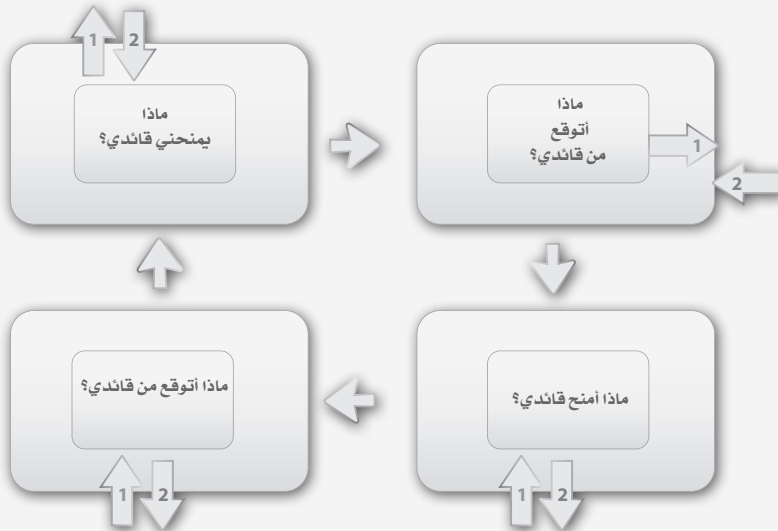 1
2
ماذا
أتوقع
من قائدي؟
1
2
ماذا
يمنحني قائدي؟
ماذا أمنح قائدي؟
1
2
ماذا أتوقع من قائدي؟
1
2